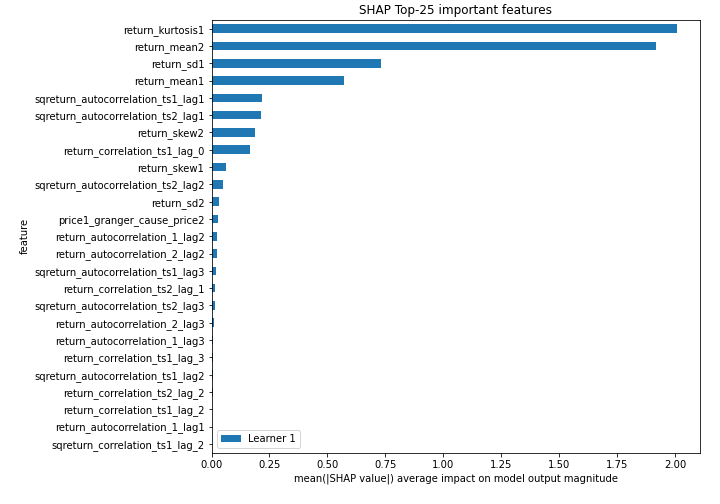 SHAP Top-25 important features
return_kurtosis1
return_mean2
return_sd1
return_mean1
sqreturn_autocorrelation_ts1_lag1
sqreturn_autocorrelation_ts2_lag1
return_skew2
return_correlation_ts1_lag_0
return_skew1
sqreturn_autocorrelation_ts2_lag2
return_sd2
price1_granger_cause_price2
return_autocorrelation_1_lag2
return_autocorrelation_2_lag2
sqreturn_autocorrelation_ts1_lag3
return_correlation_ts2_lag_1
sqreturn_autocorrelation_ts2_lag3
return_autocorrelation_2_lag3
return_autocorrelation_1_lag3
return_correlation_ts1_lag_3
sqreturn_autocorrelation_ts1_lag2
return_correlation_ts2_lag_2
return_correlation_ts1_lag_2
return_autocorrelation_1_lag1
sqreturn_correlation_ts1_lag_2
feature
Learner 1
0.00 0.25 0.50 0.75 1.00 1.25 1.50 1.75 2.00
mean(|SHAP value|) average impact on model output magnitude